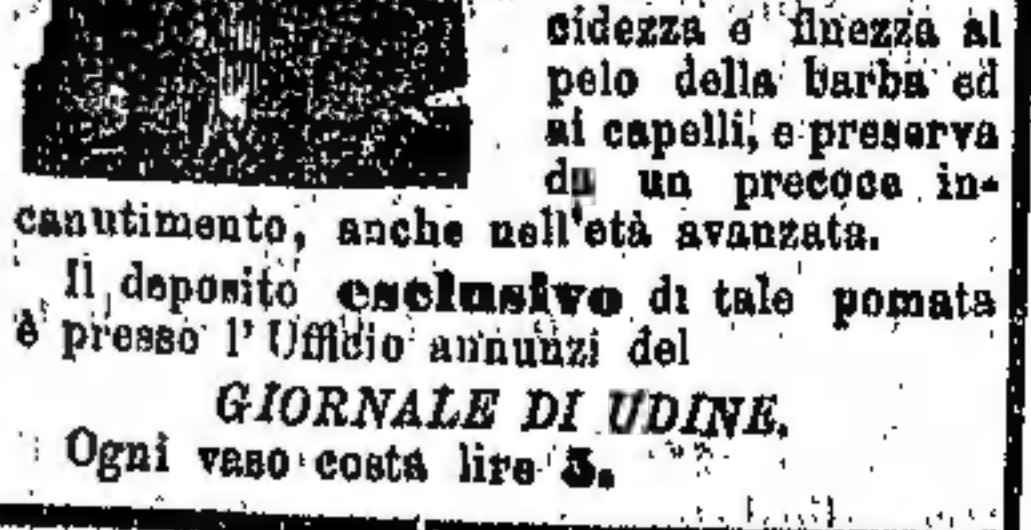 cidezza e finezza al
pelo della barba ed
ai capelli, e preserva
da un precoce in-
canutimento, anche nell'età avanzata.
Il deposito esclusivo di tale pomata
è presso l'Ufficio annunzi del
GIORNALE DI UDINE.
Ogni vaso costa lire 3.